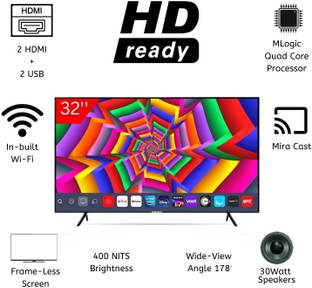 HDMI
2 HDMI
+
2 USB
HD
ready
MLogic
Quad Core
Processor
In-built
Wi-Fi
32''
Mira Cast
Frame-Less
Screen
400 NITS
Brightness
Wide-View
Angle 178°
30Watt
Speakers